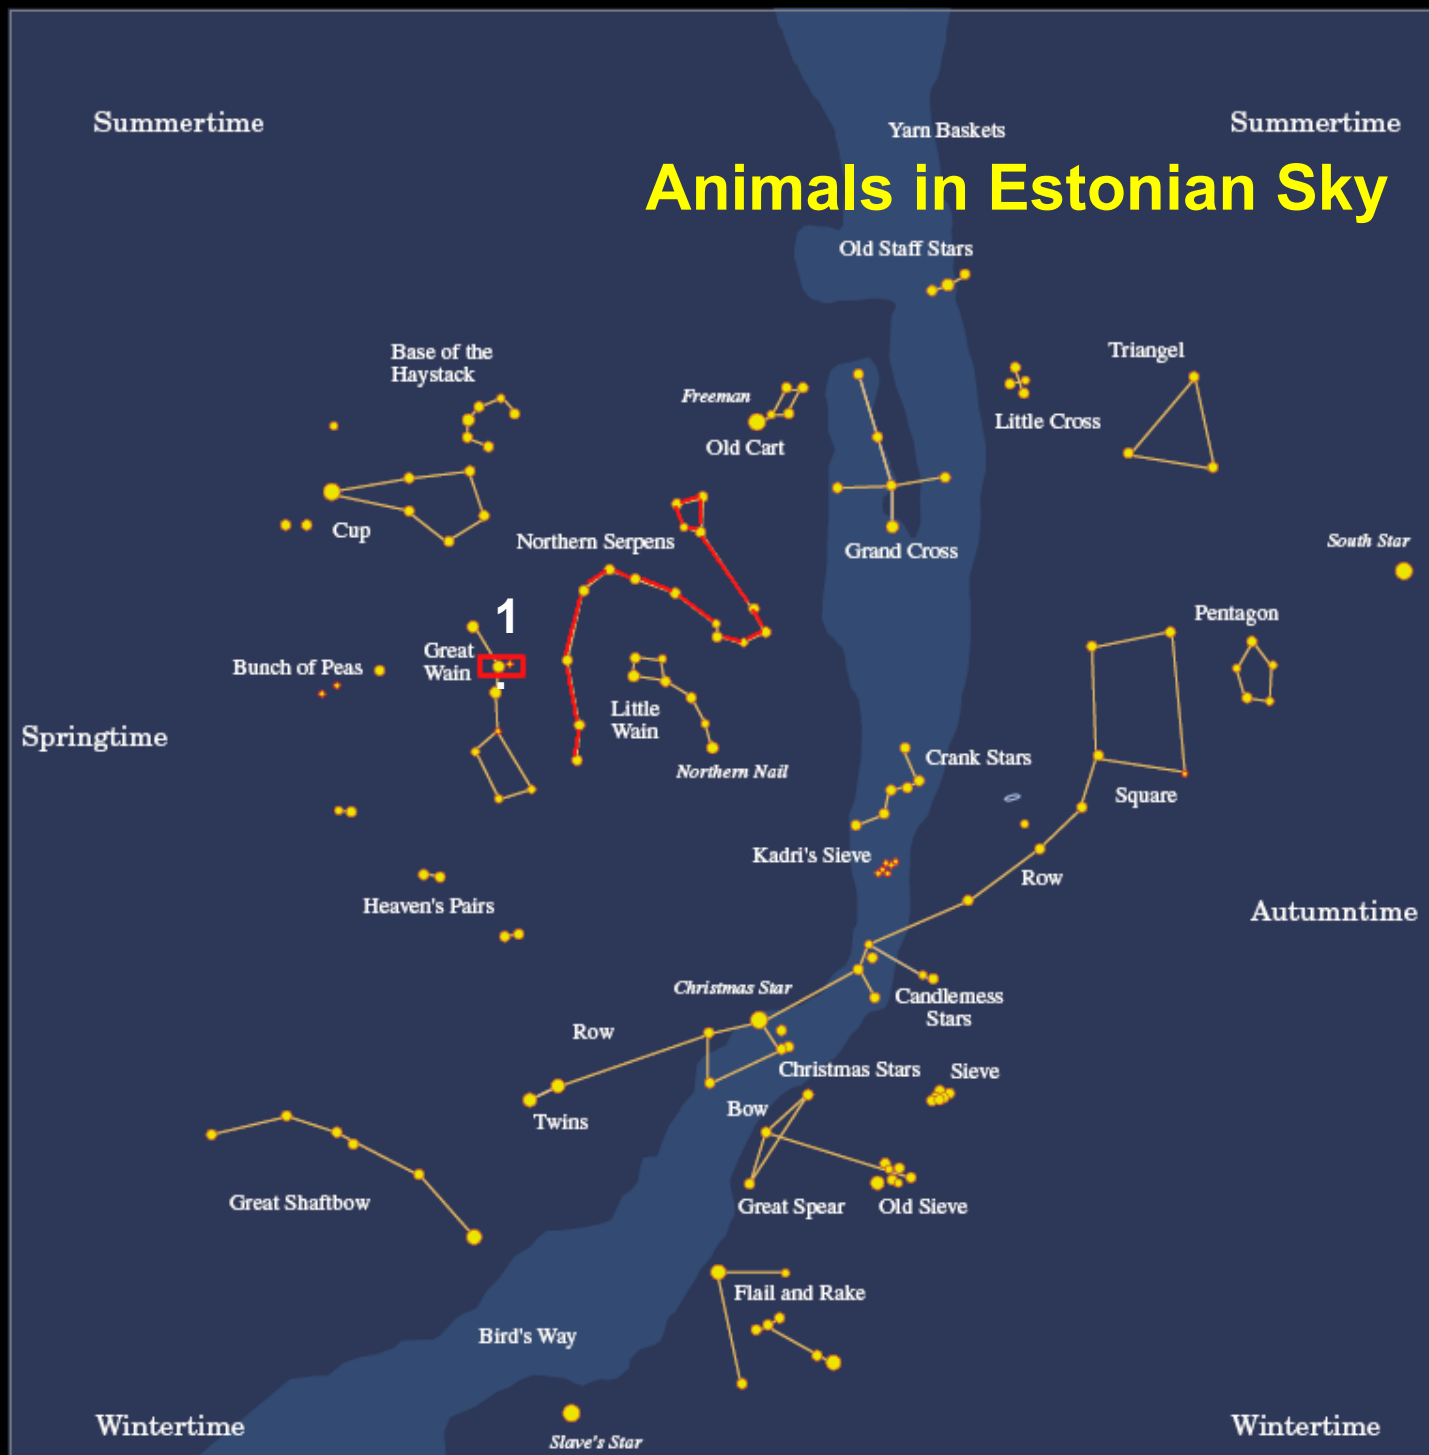 Summertime
Summertime
Yarn Baskets
Animals in Estonian Sky
Old Staff Stars
Base of the
Haystack
Triangel
Freeman
Little Cross
Old Cart
Cup
Northern Serpens
Grand Cross
South Star
1
.
Pentagon
Great
Wain
Bunch of Peas
Little
Wain
Springtime
Northern Nail
Crank Stars
Square
Kadri's Sieve
Row
Heaven's Pairs
Autumntime
Christmas Star
Candlemess
Stars
Row
Christmas Stars
Sieve
Bow
Twins
Great Shaftbow
Great Spear
Old Sieve
Flail and Rake
Bird's Way
Wintertime
Wintertime
Slave's Star